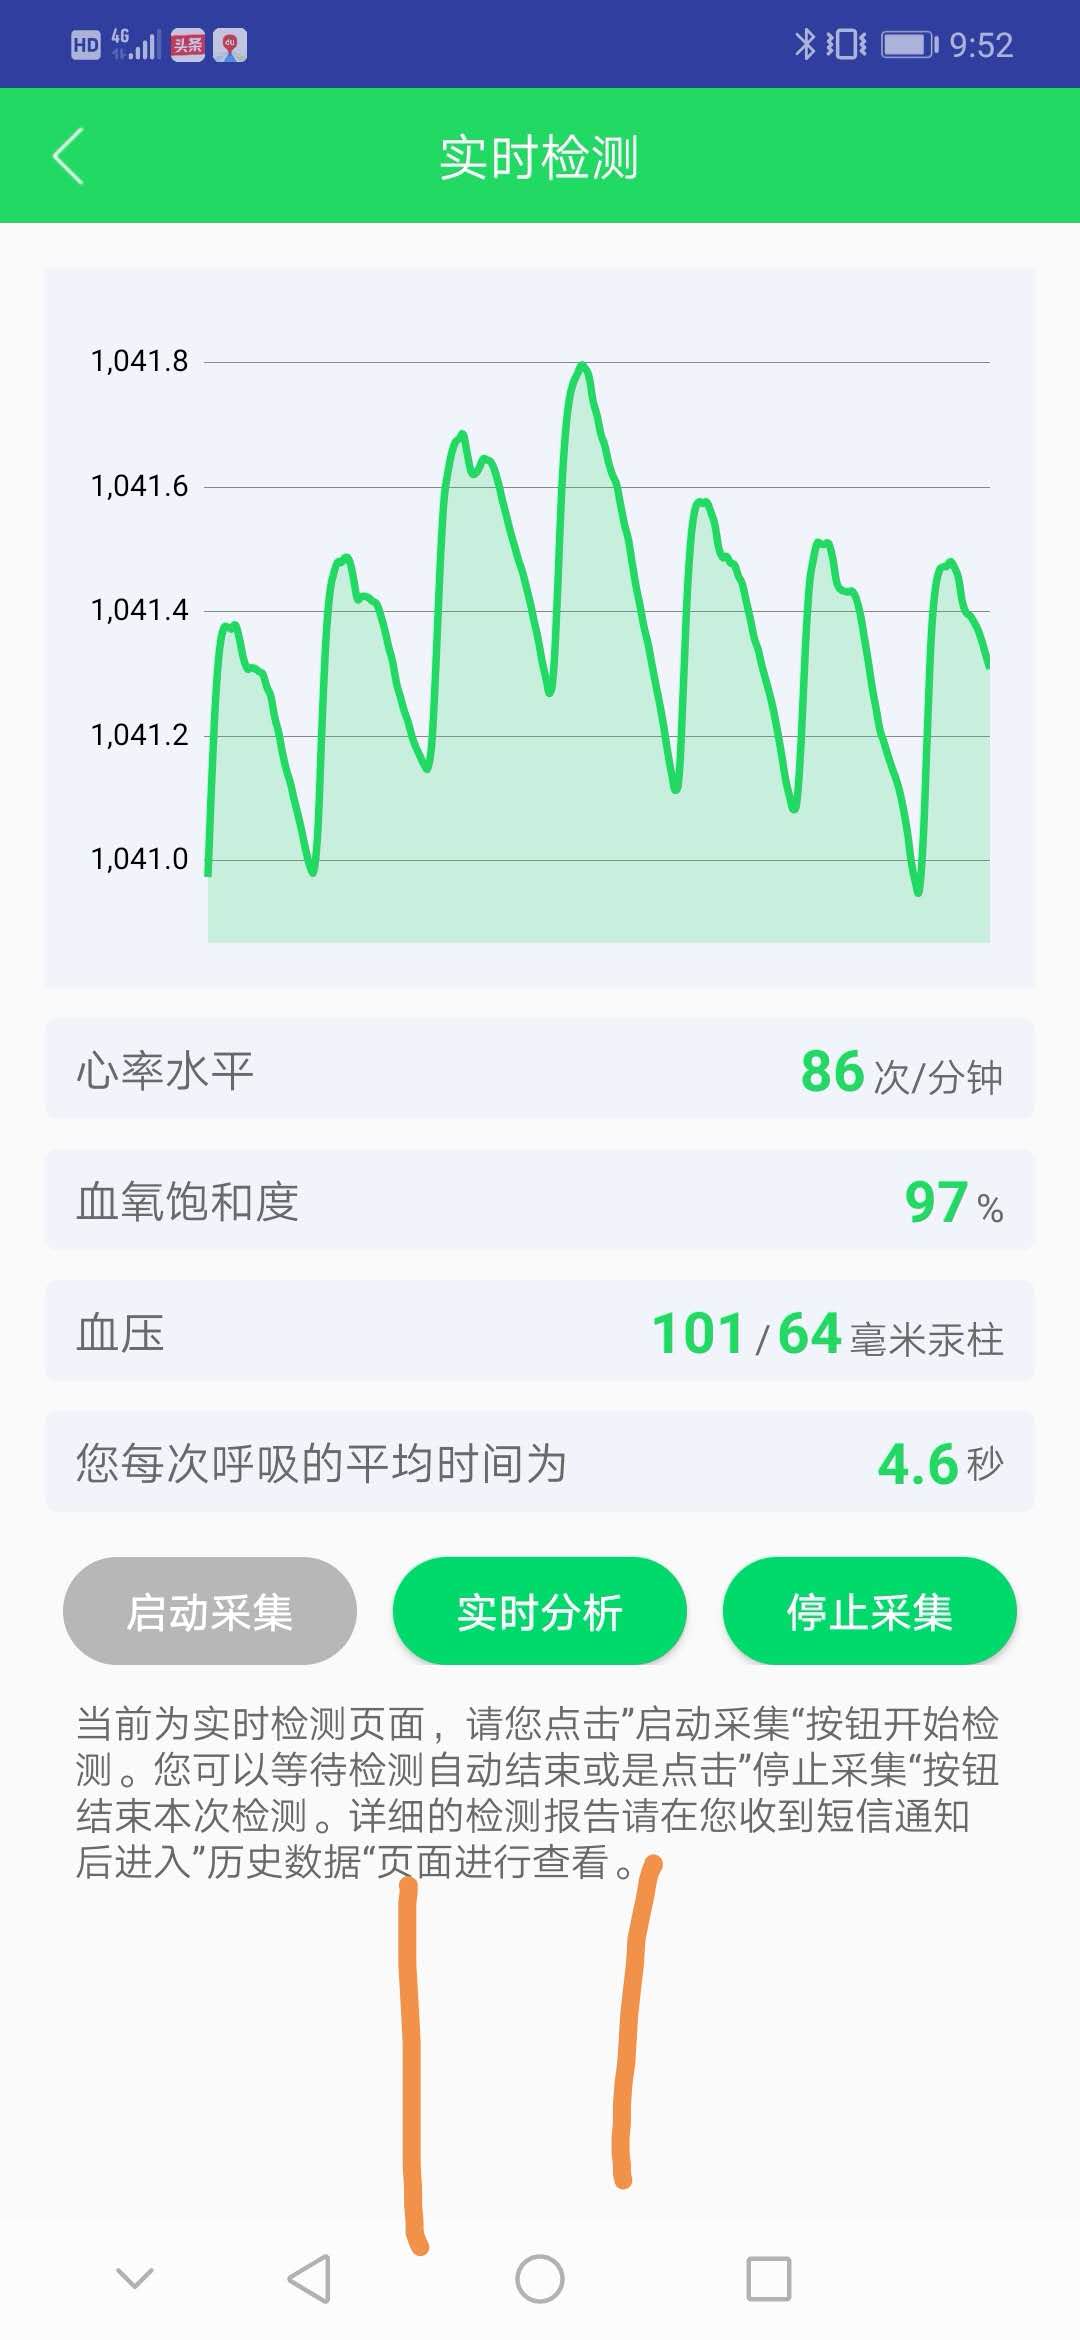 HD 4G 头条 du 9:52
实时检测
1,041.8
1,041.6
1,041.4
1,041.2
1,041.0
心率水平 86 次/分钟
血氧饱和度 97 %
血压 101 / 64 毫米汞柱
您每次呼吸的平均时间为 4.6 秒
启动采集 实时分析 停止采集
当前为实时检测页面，请您点击”启动采集“按钮开始检
测。您可以等待检测自动结束或是点击”停止采集“按钮
结束本次检测。详细的检测报告请在您收到短信通知
后进入”历史数据“页面进行查看。